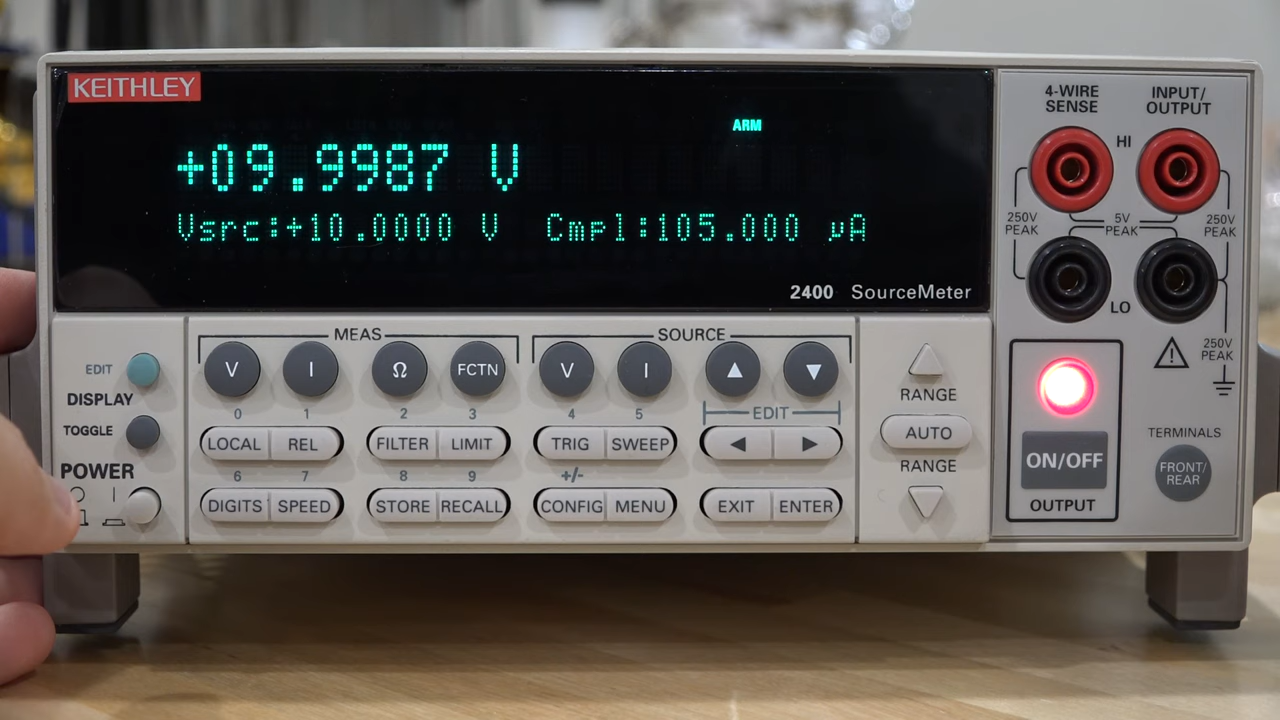 KEITHLEY
ARM
+09.9987 V
Vsrc:+10.0000 V Cmpl:105.000 µA
2400 SourceMeter
4-WIRE SENSE
INPUT/ OUTPUT
HI
250V PEAK
5V PEAK
250V PEAK
LO
250V PEAK
MEAS
SOURCE
EDIT
V
I
Ω
FCTN
V
I
▲
▼
DISPLAY
RANGE
0
1
2
3
4
5
EDIT
TOGGLE
LOCAL
REL
FILTER
LIMIT
TRIG
SWEEP
◀
▶
AUTO
POWER
6
7
8
9
+/-
RANGE
DIGITS
SPEED
STORE
RECALL
CONFIG
MENU
EXIT
ENTER
ON/OFF
OUTPUT
TERMINALS
FRONT/ REAR